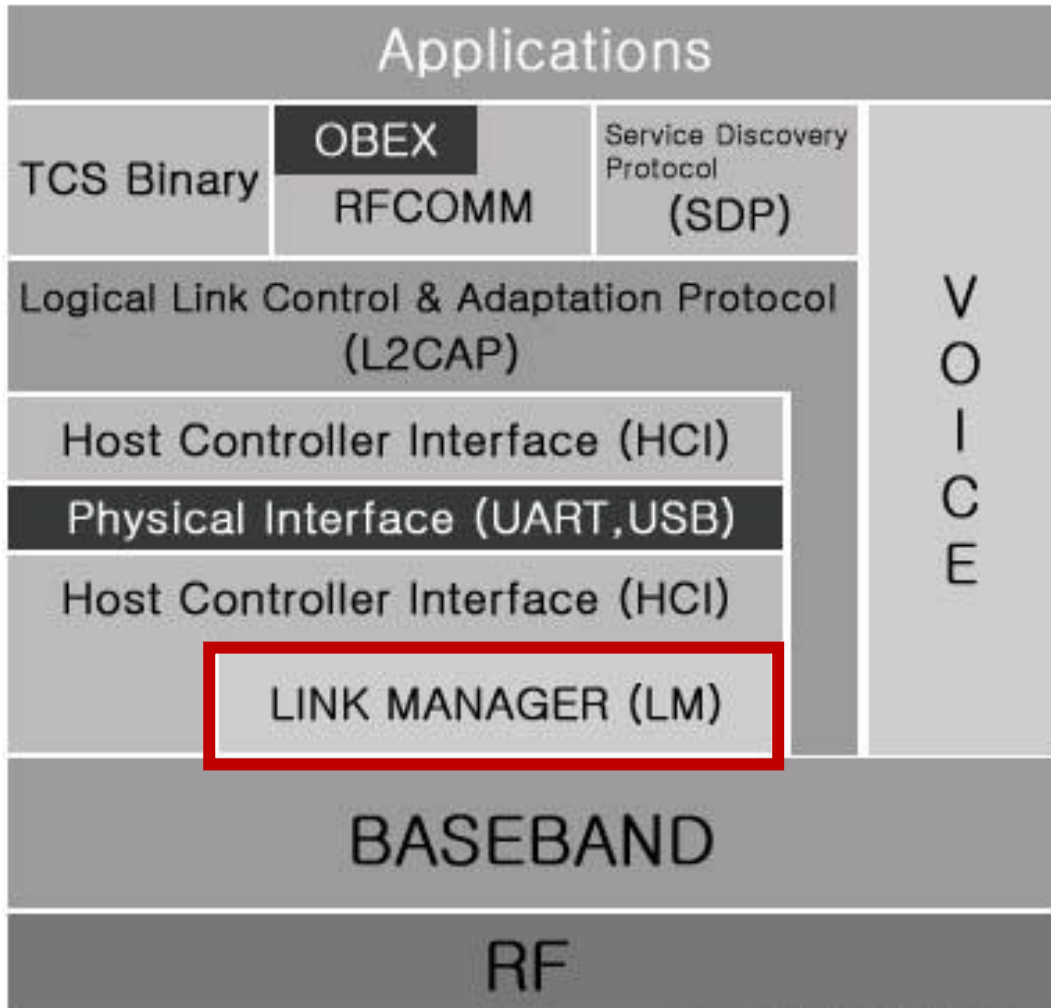 Applications
TCS Binary
OBEX
RFCOMM
Service Discovery
Protocol
(SDP)
VOICE
Logical Link Control & Adaptation Protocol
(L2CAP)
Host Controller Interface (HCI)
Physical Interface (UART,USB)
Host Controller Interface (HCI)
LINK MANAGER (LM)
BASEBAND
RF